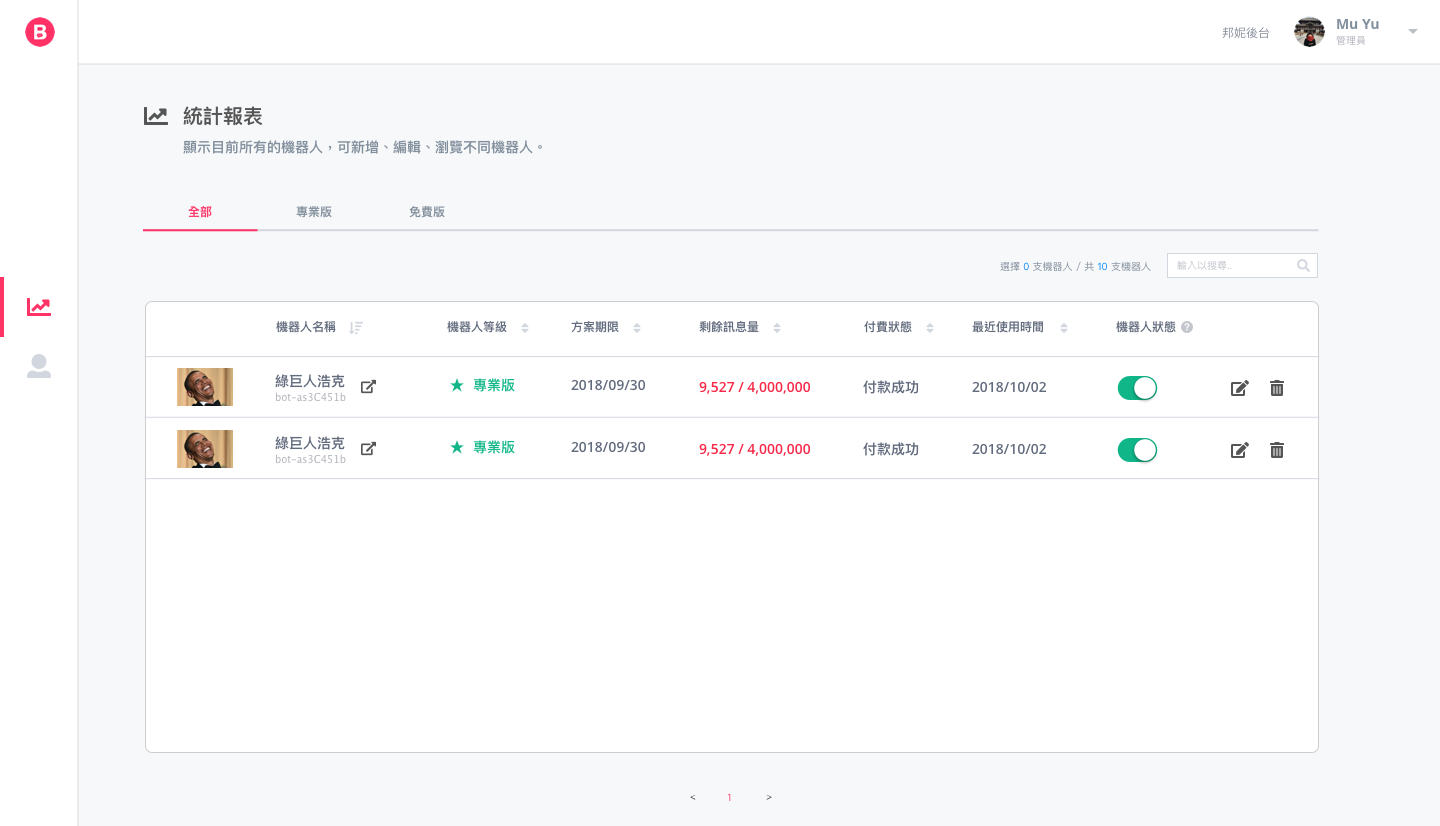 B
邦妮後台
Mu Yu
管理員
統計報表
顯示目前所有的機器人，可新增、編輯、瀏覽不同機器人。
全部 專業版 免費版
選擇 0 支機器人 / 共 10 支機器人 輸入以搜尋..
機器人名稱 機器人等級 方案期限 剩餘訊息量 付費狀態 最近使用時間 機器人狀態 ?
綠巨人浩克 ★ 專業版 2018/09/30 9,527 / 4,000,000 付款成功 2018/10/02
bot-as3C451b
綠巨人浩克 ★ 專業版 2018/09/30 9,527 / 4,000,000 付款成功 2018/10/02
bot-as3C451b
< 1 >